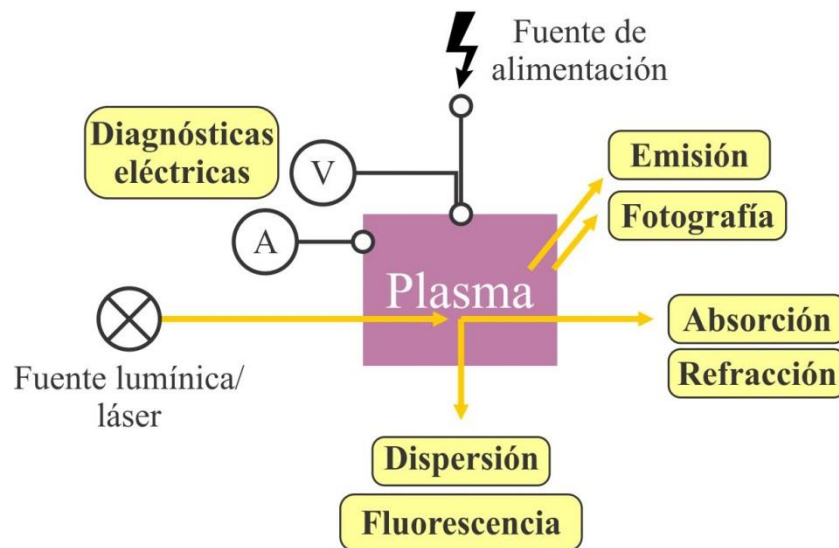 Fuente de
alimentación
Diagnósticas
eléctricas
V
A
Emisión
Fotografía
Plasma
Absorción
Refracción
Fuente lumínica/
láser
Dispersión
Fluorescencia